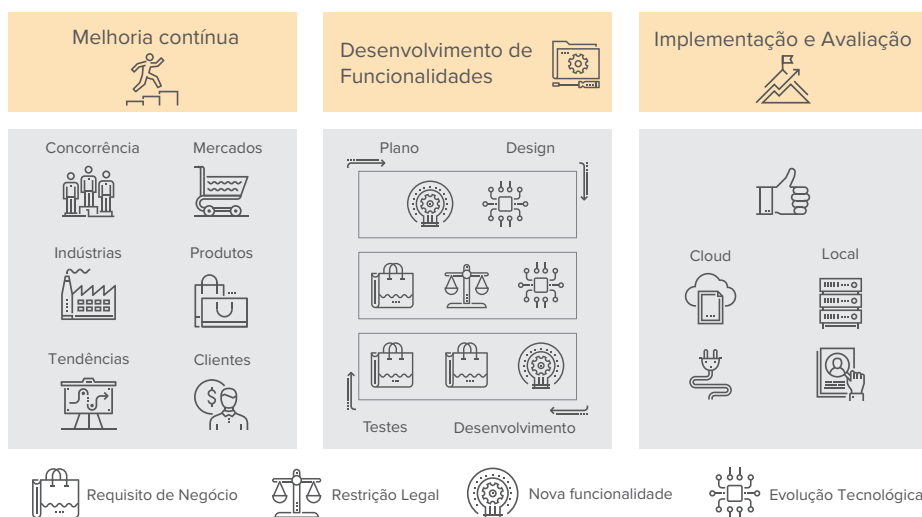 Melhoria contínua
Desenvolvimento de
Funcionalidades
Implementação e Avaliação
Concorrência
Mercados
Indústrias
Produtos
Tendências
Clientes
Plano
Design
Testes
Desenvolvimento
Cloud
Local
Requisito de Negócio
Restrição Legal
Nova funcionalidade
Evolução Tecnológica